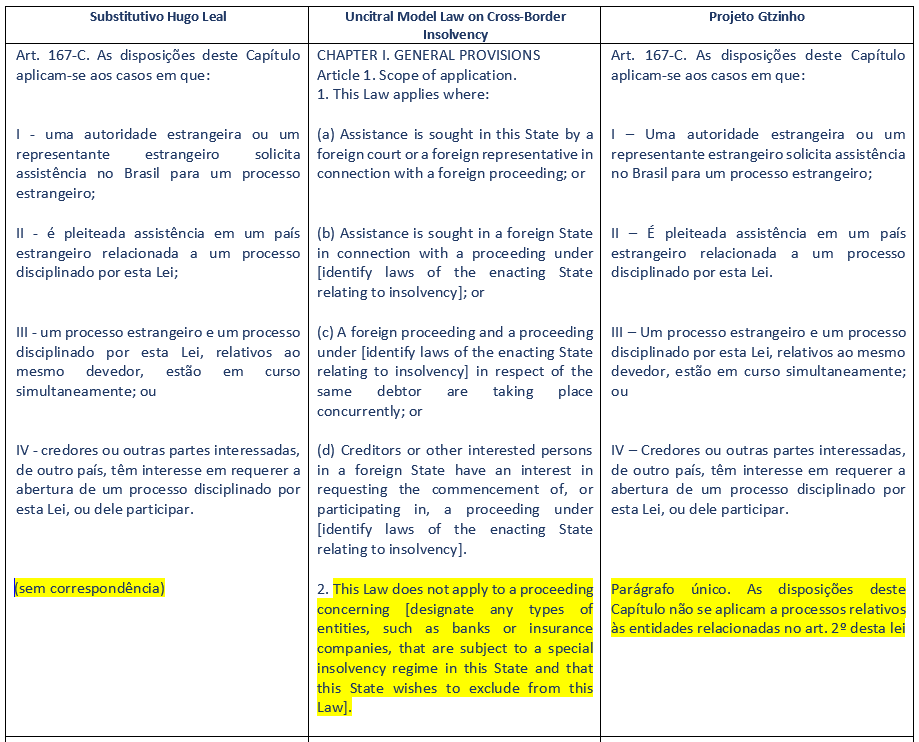 Substitutivo Hugo Leal
Uncitral Model Law on Cross-Border
Insolvency
Projeto Gtzinho
Art. 167-C. As disposições deste Capítulo
aplicam-se aos casos em que:
I - uma autoridade estrangeira ou um
representante estrangeiro solicita
assistência no Brasil para um processo
estrangeiro;
II - é pleiteada assistência em um país
estrangeiro relacionada a um processo
disciplinado por esta Lei;
III - um processo estrangeiro e um processo
disciplinado por esta Lei, relativos ao
mesmo devedor, estão em curso
simultaneamente; ou
IV - credores ou outras partes interessadas,
de outro país, têm interesse em requerer a
abertura de um processo disciplinado por
esta Lei, ou dele participar.
(sem correspondência)
CHAPTER I. GENERAL PROVISIONS
Article 1. Scope of application.
1. This Law applies where:
(a) Assistance is sought in this State by a
foreign court or a foreign representative in
connection with a foreign proceeding; or
(b) Assistance is sought in a foreign State
in connection with a proceeding under
[identify laws of the enacting State
relating to insolvency]; or
(c) A foreign proceeding and a proceeding
under [identify laws of the enacting State
relating to insolvency] in respect of the
same debtor are taking place
concurrently; or
(d) Creditors or other interested persons
in a foreign State have an interest in
requesting the commencement of, or
participating in, a proceeding under
[identify laws of the enacting State
relating to insolvency].
2. This Law does not apply to a proceeding
concerning [designate any types of
entities, such as banks or insurance
companies, that are subject to a special
insolvency regime in this State and that
this State wishes to exclude from this
Law].
Art. 167-C. As disposições deste Capítulo
aplicam-se aos casos em que:
I – Uma autoridade estrangeira ou um
representante estrangeiro solicita assistência
no Brasil para um processo estrangeiro;
II – É pleiteada assistência em um país
estrangeiro relacionada a um processo
disciplinado por esta Lei.
III – Um processo estrangeiro e um processo
disciplinado por esta Lei, relativos ao mesmo
devedor, estão em curso simultaneamente;
ou
IV – Credores ou outras partes interessadas,
de outro país, têm interesse em requerer a
abertura de um processo disciplinado por
esta Lei, ou dele participar.
Parágrafo único. As disposições deste
Capítulo não se aplicam a processos relativos
às entidades relacionadas no art. 2º desta lei